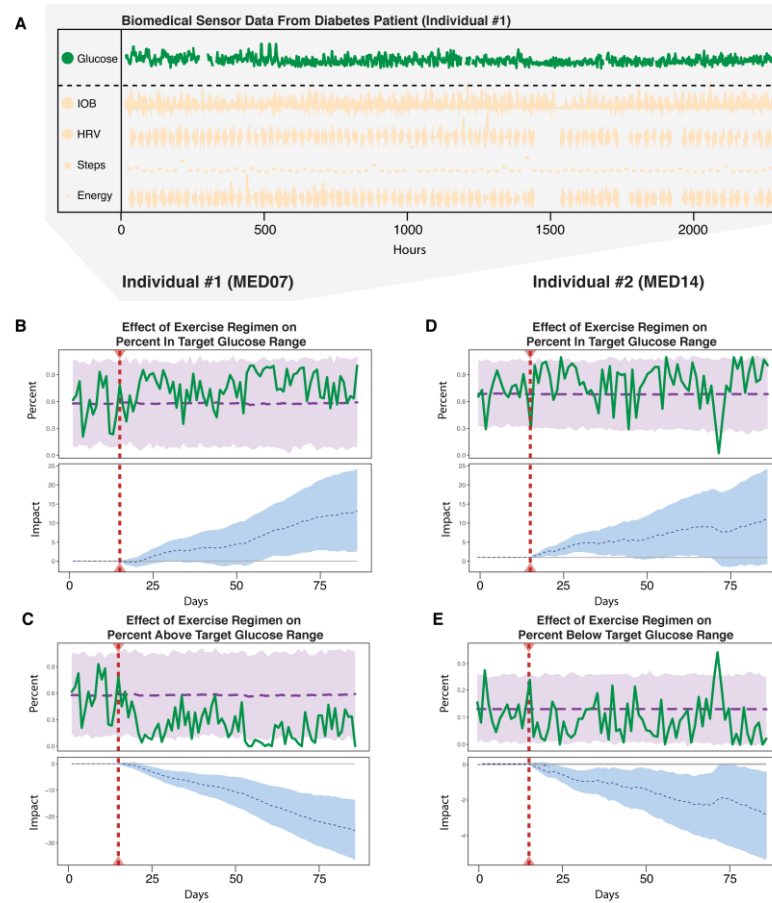 A
Biomedical Sensor Data From Diabetes Patient (Individual #1)
Glucose
IOB
HRV
Steps
Energy
0 500 1000 1500 2000
Hours
Individual #1 (MED07)
Individual #2 (MED14)
B
Effect of Exercise Regimen on
Percent In Target Glucose Range
Percent
0.9
0.6
0.3
0.0
Impact
25
20
15
10
5
0
0 25 50 75
Days
D
Effect of Exercise Regimen on
Percent In Target Glucose Range
Percent
0.9
0.6
0.3
0.0
Impact
25
20
15
10
5
0
0 25 50 75
Days
C
Effect of Exercise Regimen on
Percent Above Target Glucose Range
Percent
0.9
0.6
0.3
0.0
Impact
0
-10
-20
-30
0 25 50 75
Days
E
Effect of Exercise Regimen on
Percent Below Target Glucose Range
Percent
0.3
0.2
0.1
0.0
Impact
0
-2
-4
0 25 50 75
Days